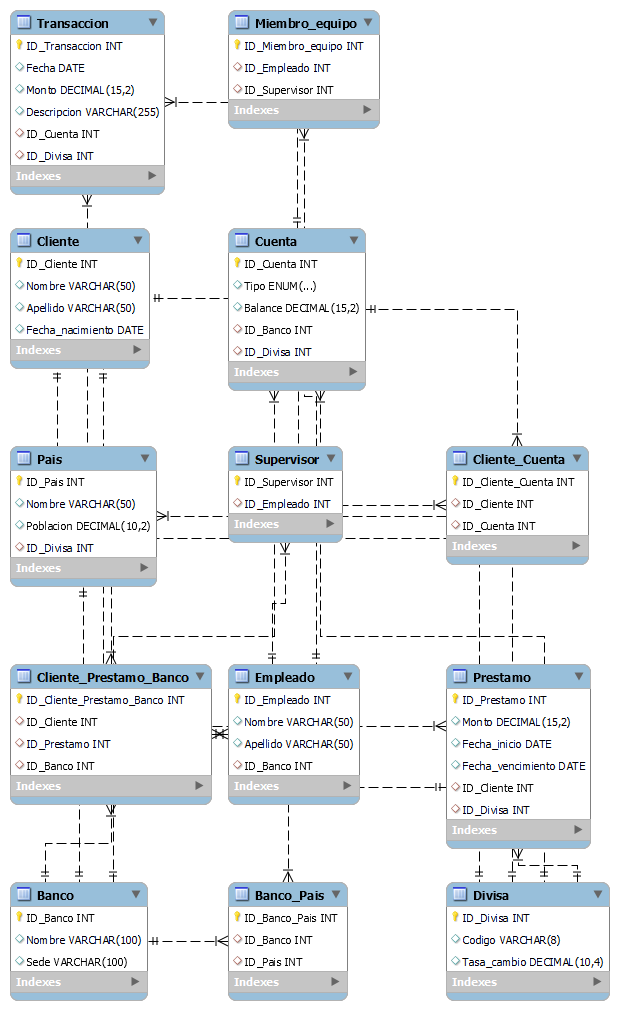 Transaccion
ID_Transaccion INT
Fecha DATE
Monto DECIMAL(15,2)
Descripcion VARCHAR(255)
ID_Cuenta INT
ID_Divisa INT
Indexes
Miembro_equipo
ID_Miembro_equipo INT
ID_Empleado INT
ID_Supervisor INT
Indexes
Cliente
ID_Cliente INT
Nombre VARCHAR(50)
Apellido VARCHAR(50)
Fecha_nacimiento DATE
Indexes
Cuenta
ID_Cuenta INT
Tipo ENUM(...)
Balance DECIMAL(15,2)
ID_Banco INT
ID_Divisa INT
Indexes
Pais
ID_Pais INT
Nombre VARCHAR(50)
Poblacion DECIMAL(10,2)
ID_Divisa INT
Indexes
Supervisor
ID_Supervisor INT
ID_Empleado INT
Indexes
Cliente_Cuenta
ID_Cliente_Cuenta INT
ID_Cliente INT
ID_Cuenta INT
Indexes
Cliente_Prestamo_Banco
ID_Cliente_Prestamo_Banco INT
ID_Cliente INT
ID_Prestamo INT
ID_Banco INT
Indexes
Empleado
ID_Empleado INT
Nombre VARCHAR(50)
Apellido VARCHAR(50)
ID_Banco INT
Indexes
Prestamo
ID_Prestamo INT
Monto DECIMAL(15,2)
Fecha_inicio DATE
Fecha_vencimiento DATE
ID_Cliente INT
ID_Divisa INT
Indexes
Banco
ID_Banco INT
Nombre VARCHAR(100)
Sede VARCHAR(100)
Indexes
Banco_Pais
ID_Banco_Pais INT
ID_Banco INT
ID_Pais INT
Indexes
Divisa
ID_Divisa INT
Codigo VARCHAR(8)
Tasa_cambio DECIMAL(10,4)
Indexes